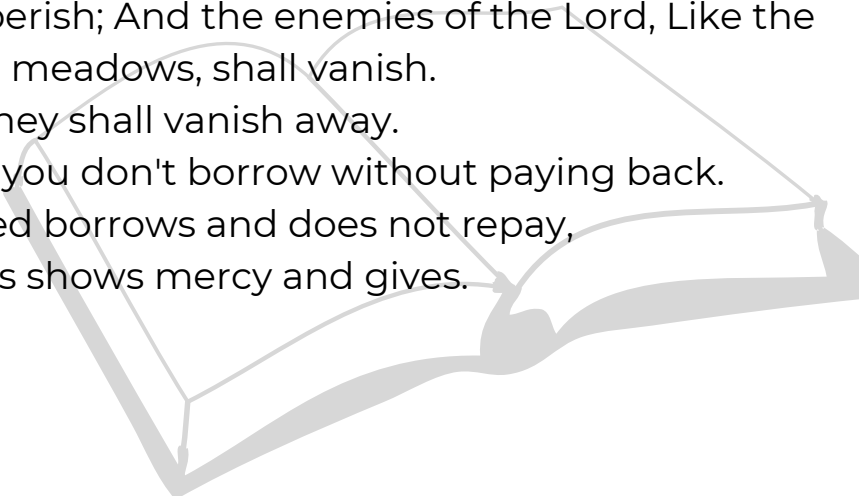 perish; And the enemies of the Lord, Like the
meadows, shall vanish.
hey shall vanish away.
you don't borrow without paying back.
ed borrows and does not repay,
s shows mercy and gives.